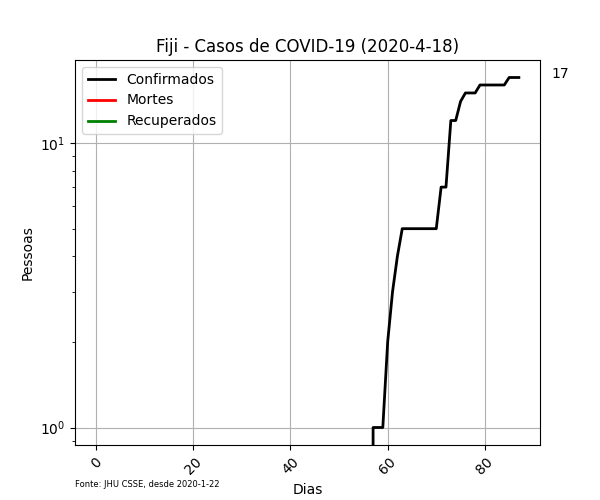 Fiji - Casos de COVID-19 (2020-4-18)
Confirmados
Mortes
Recuperados
17
10¹
10⁰
Pessoas
0
20
40
60
80
Dias
Fonte: JHU CSSE, desde 2020-1-22